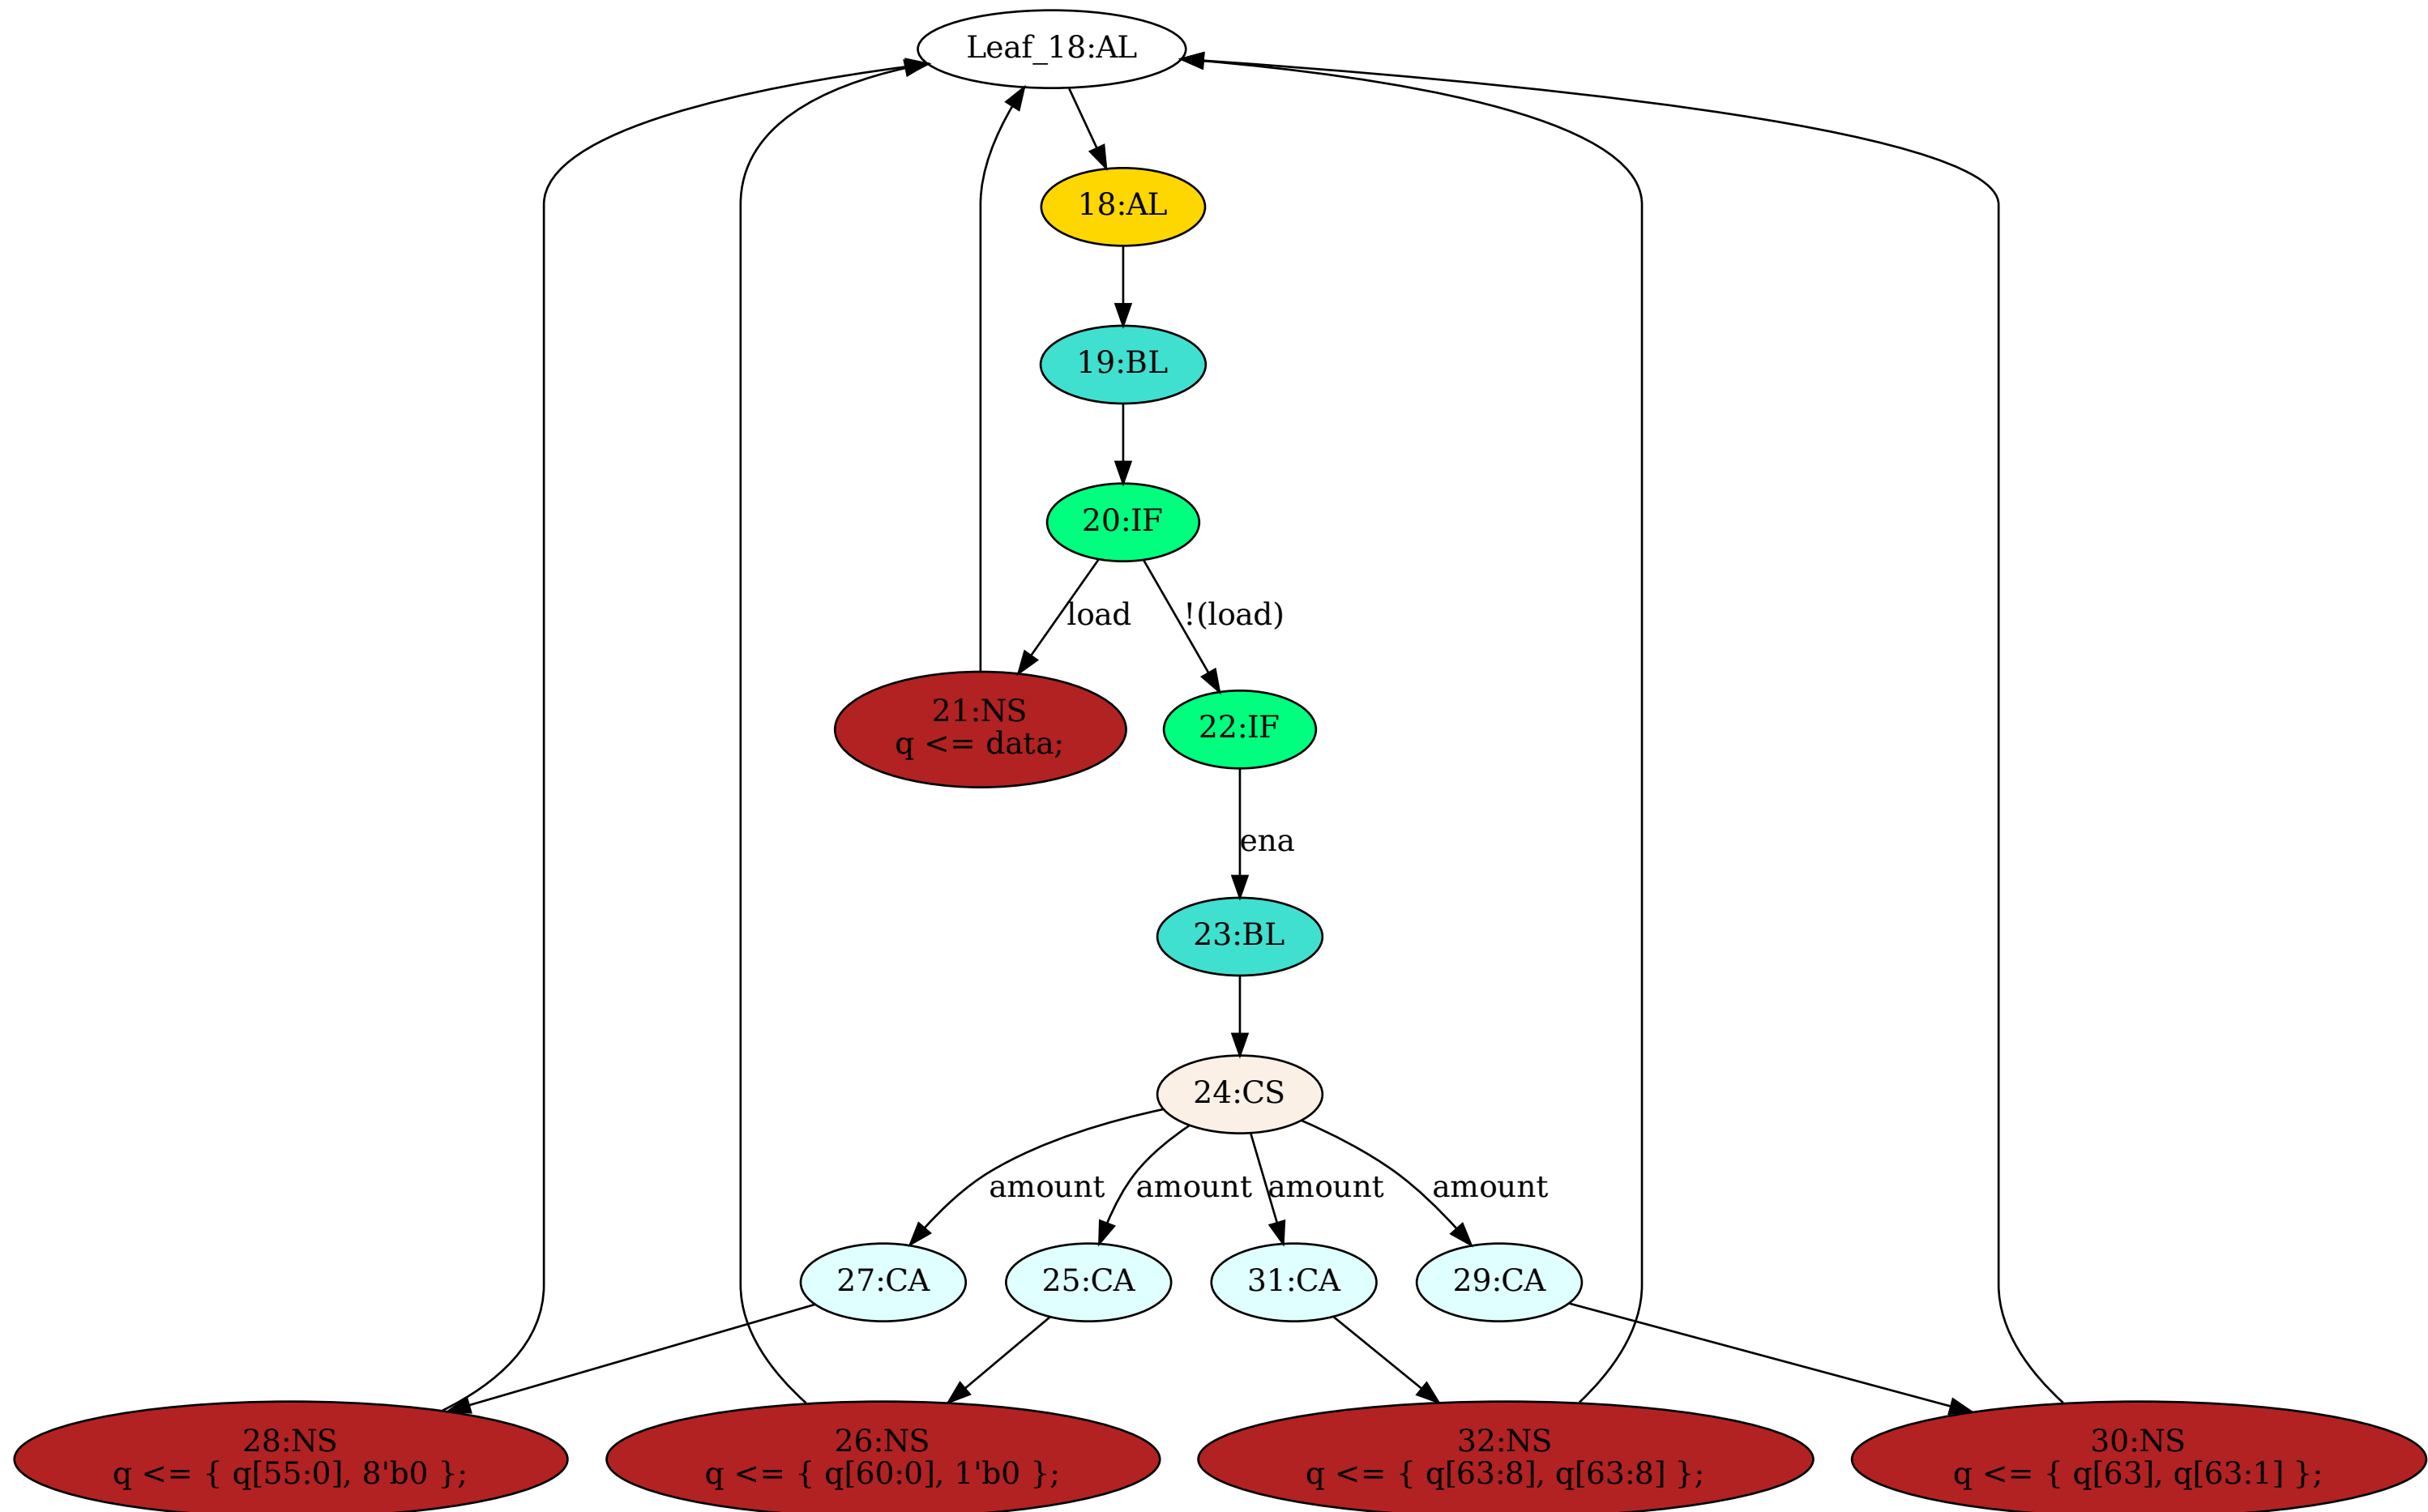 Leaf_18:AL
18:AL
19:BL
20:IF
load
!(load)
21:NS
q <= data;
22:IF
ena
23:BL
24:CS
amount
amount
amount
amount
27:CA
25:CA
31:CA
29:CA
28:NS
q <= { q[55:0], 8'b0 };
26:NS
q <= { q[60:0], 1'b0 };
32:NS
q <= { q[63:8], q[63:8] };
30:NS
q <= { q[63], q[63:1] };